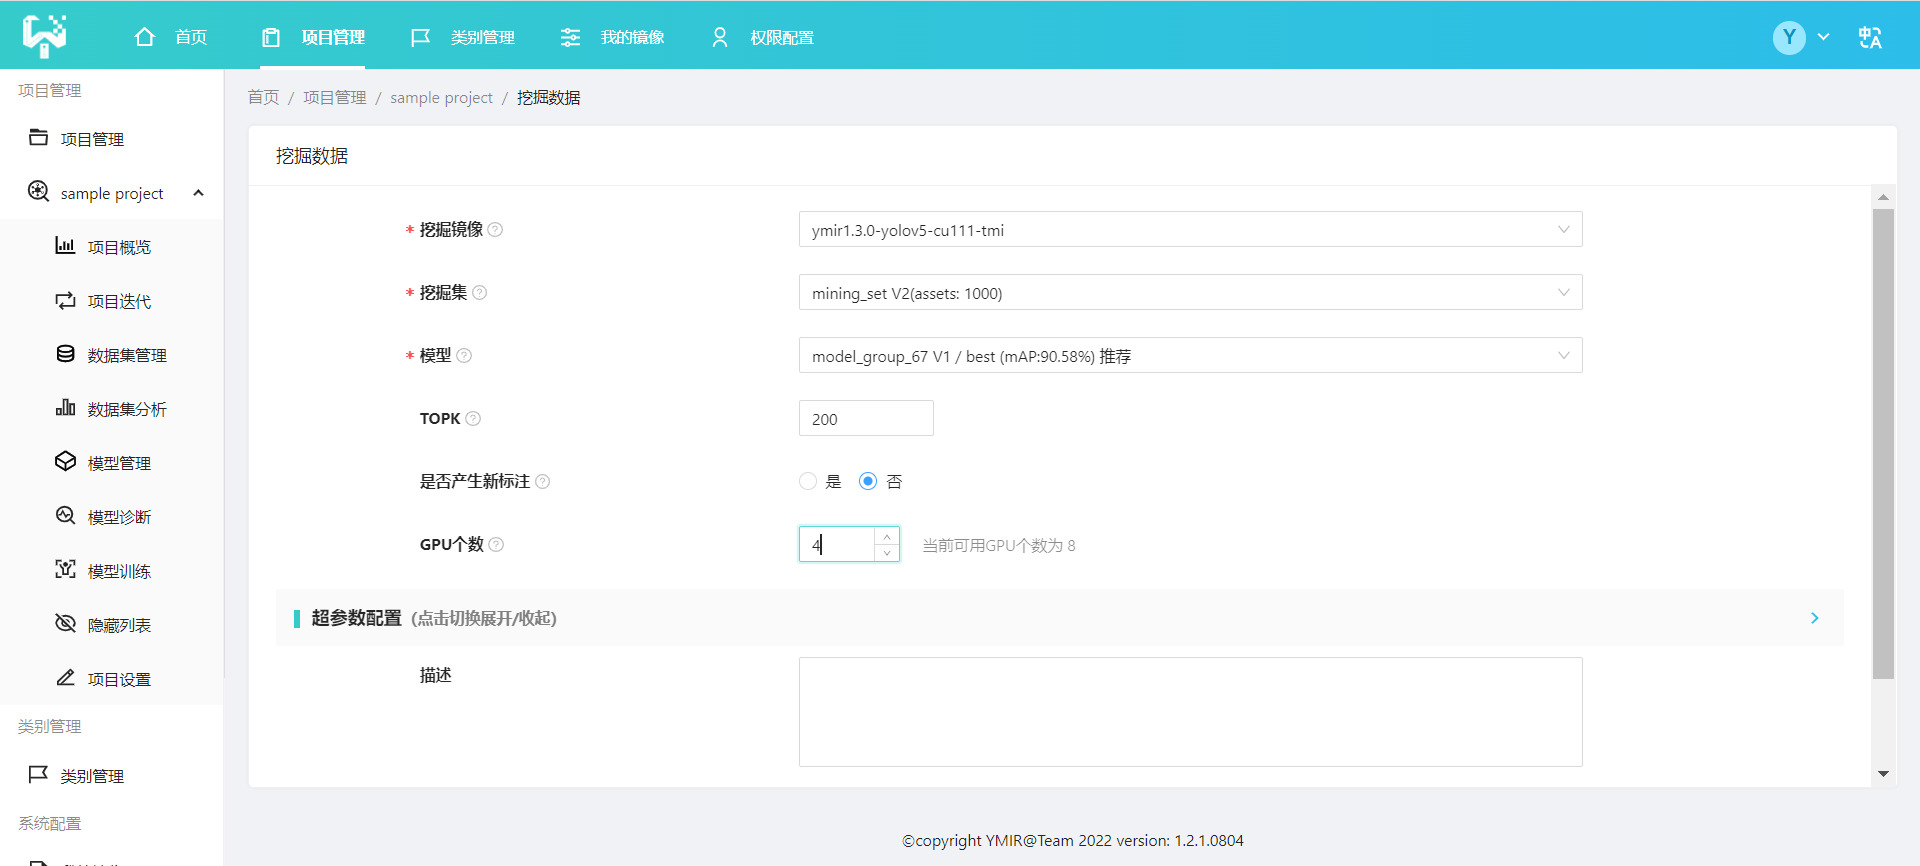 首页
项目管理
类别管理
我的镜像
权限配置
Y
项目管理
项目管理
sample project
项目概览
项目迭代
数据集管理
数据集分析
模型管理
模型诊断
模型训练
隐藏列表
项目设置
类别管理
类别管理
系统配置
首页 / 项目管理 / sample project / 挖掘数据
挖掘数据
* 挖掘镜像 ymir1.3.0-yolov5-cu111-tmi
* 挖掘集 mining_set V2(assets: 1000)
* 模型 model_group_67 V1 / best (mAP:90.58%) 推荐
TOPK 200
是否产生新标注 是 否
GPU个数 4 当前可用GPU个数为 8
超参数配置 (点击切换展开/收起)
描述
©copyright YMIR@Team 2022 version: 1.2.1.0804